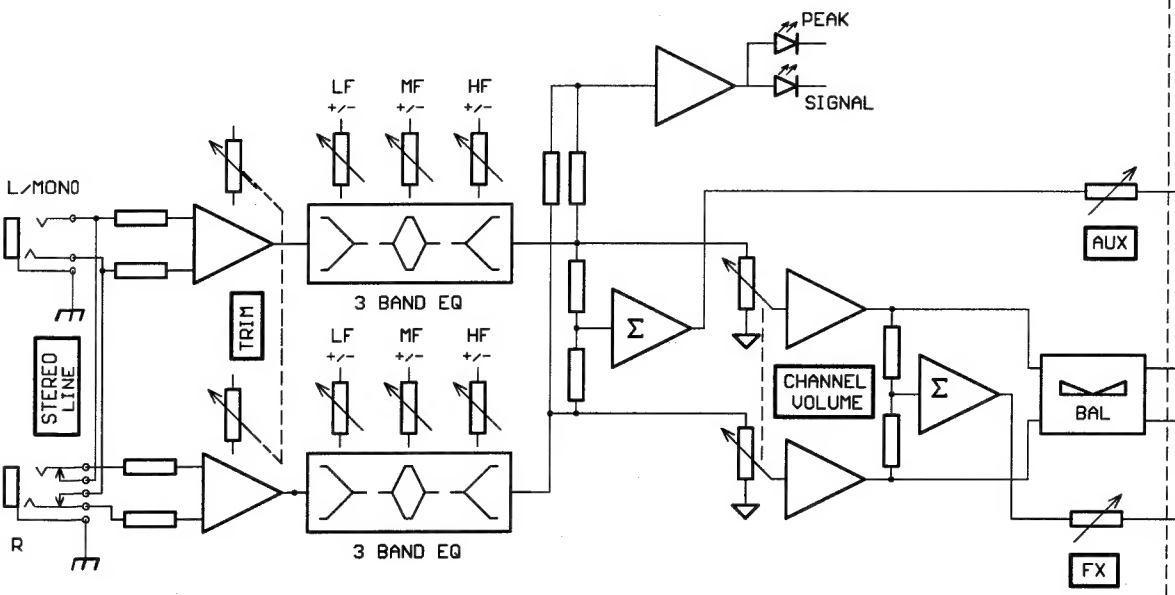 PEAK
SIGNAL
LF
+/-
MF
+/-
HF
+/-
L/MONO
3 BAND EQ
TRIM
STEREO
LINE
Σ
AUX
LF
+/-
MF
+/-
HF
+/-
CHANNEL
VOLUME
Σ
BAL
R
3 BAND EQ
FX